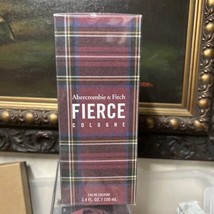 Abercrombie & Fitch
FIERCE
COLOGNE
EAU DE COLOGNE
3.4 FL. OZ. / 100 mL